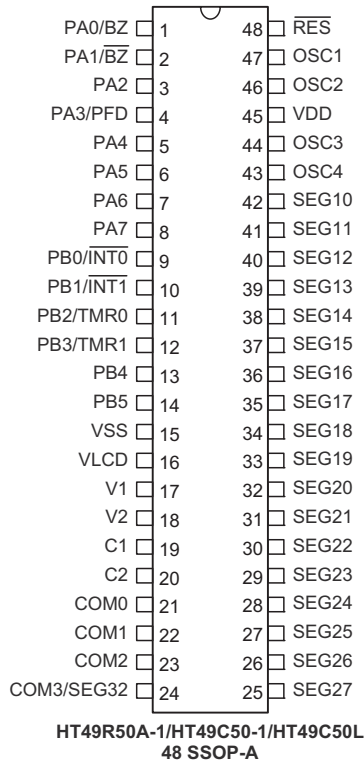 PA0/BZ 1 48 R̅E̅S̅
PA1/B̅Z̅ 2 47 OSC1
PA2 3 46 OSC2
PA3/PFD 4 45 VDD
PA4 5 44 OSC3
PA5 6 43 OSC4
PA6 7 42 SEG10
PA7 8 41 SEG11
PB0/I̅N̅T̅0̅ 9 40 SEG12
PB1/I̅N̅T̅1̅ 10 39 SEG13
PB2/TMR0 11 38 SEG14
PB3/TMR1 12 37 SEG15
PB4 13 36 SEG16
PB5 14 35 SEG17
VSS 15 34 SEG18
VLCD 16 33 SEG19
V1 17 32 SEG20
V2 18 31 SEG21
C1 19 30 SEG22
C2 20 29 SEG23
COM0 21 28 SEG24
COM1 22 27 SEG25
COM2 23 26 SEG26
COM3/SEG32 24 25 SEG27
HT49R50A-1/HT49C50-1/HT49C50L
48 SSOP-A